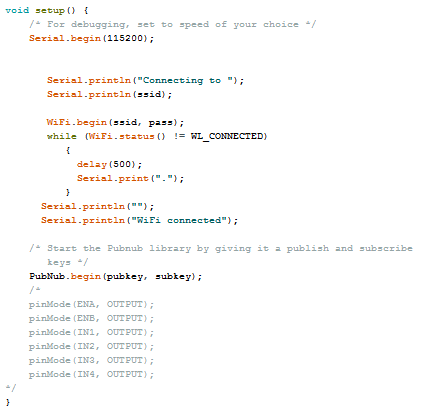 void setup() {
/* For debugging, set to speed of your choice */
Serial.begin(115200);
Serial.println("Connecting to ");
Serial.println(ssid);
WiFi.begin(ssid, pass);
while (WiFi.status() != WL_CONNECTED)
{
delay(500);
Serial.print(".");
}
Serial.println("");
Serial.println("WiFi connected");
/* Start the Pubnub library by giving it a publish and subscribe
keys */
PubNub.begin(pubkey, subkey);
/*
pinMode(ENA, OUTPUT);
pinMode(ENB, OUTPUT);
pinMode(IN1, OUTPUT);
pinMode(IN2, OUTPUT);
pinMode(IN3, OUTPUT);
pinMode(IN4, OUTPUT);
*/
}